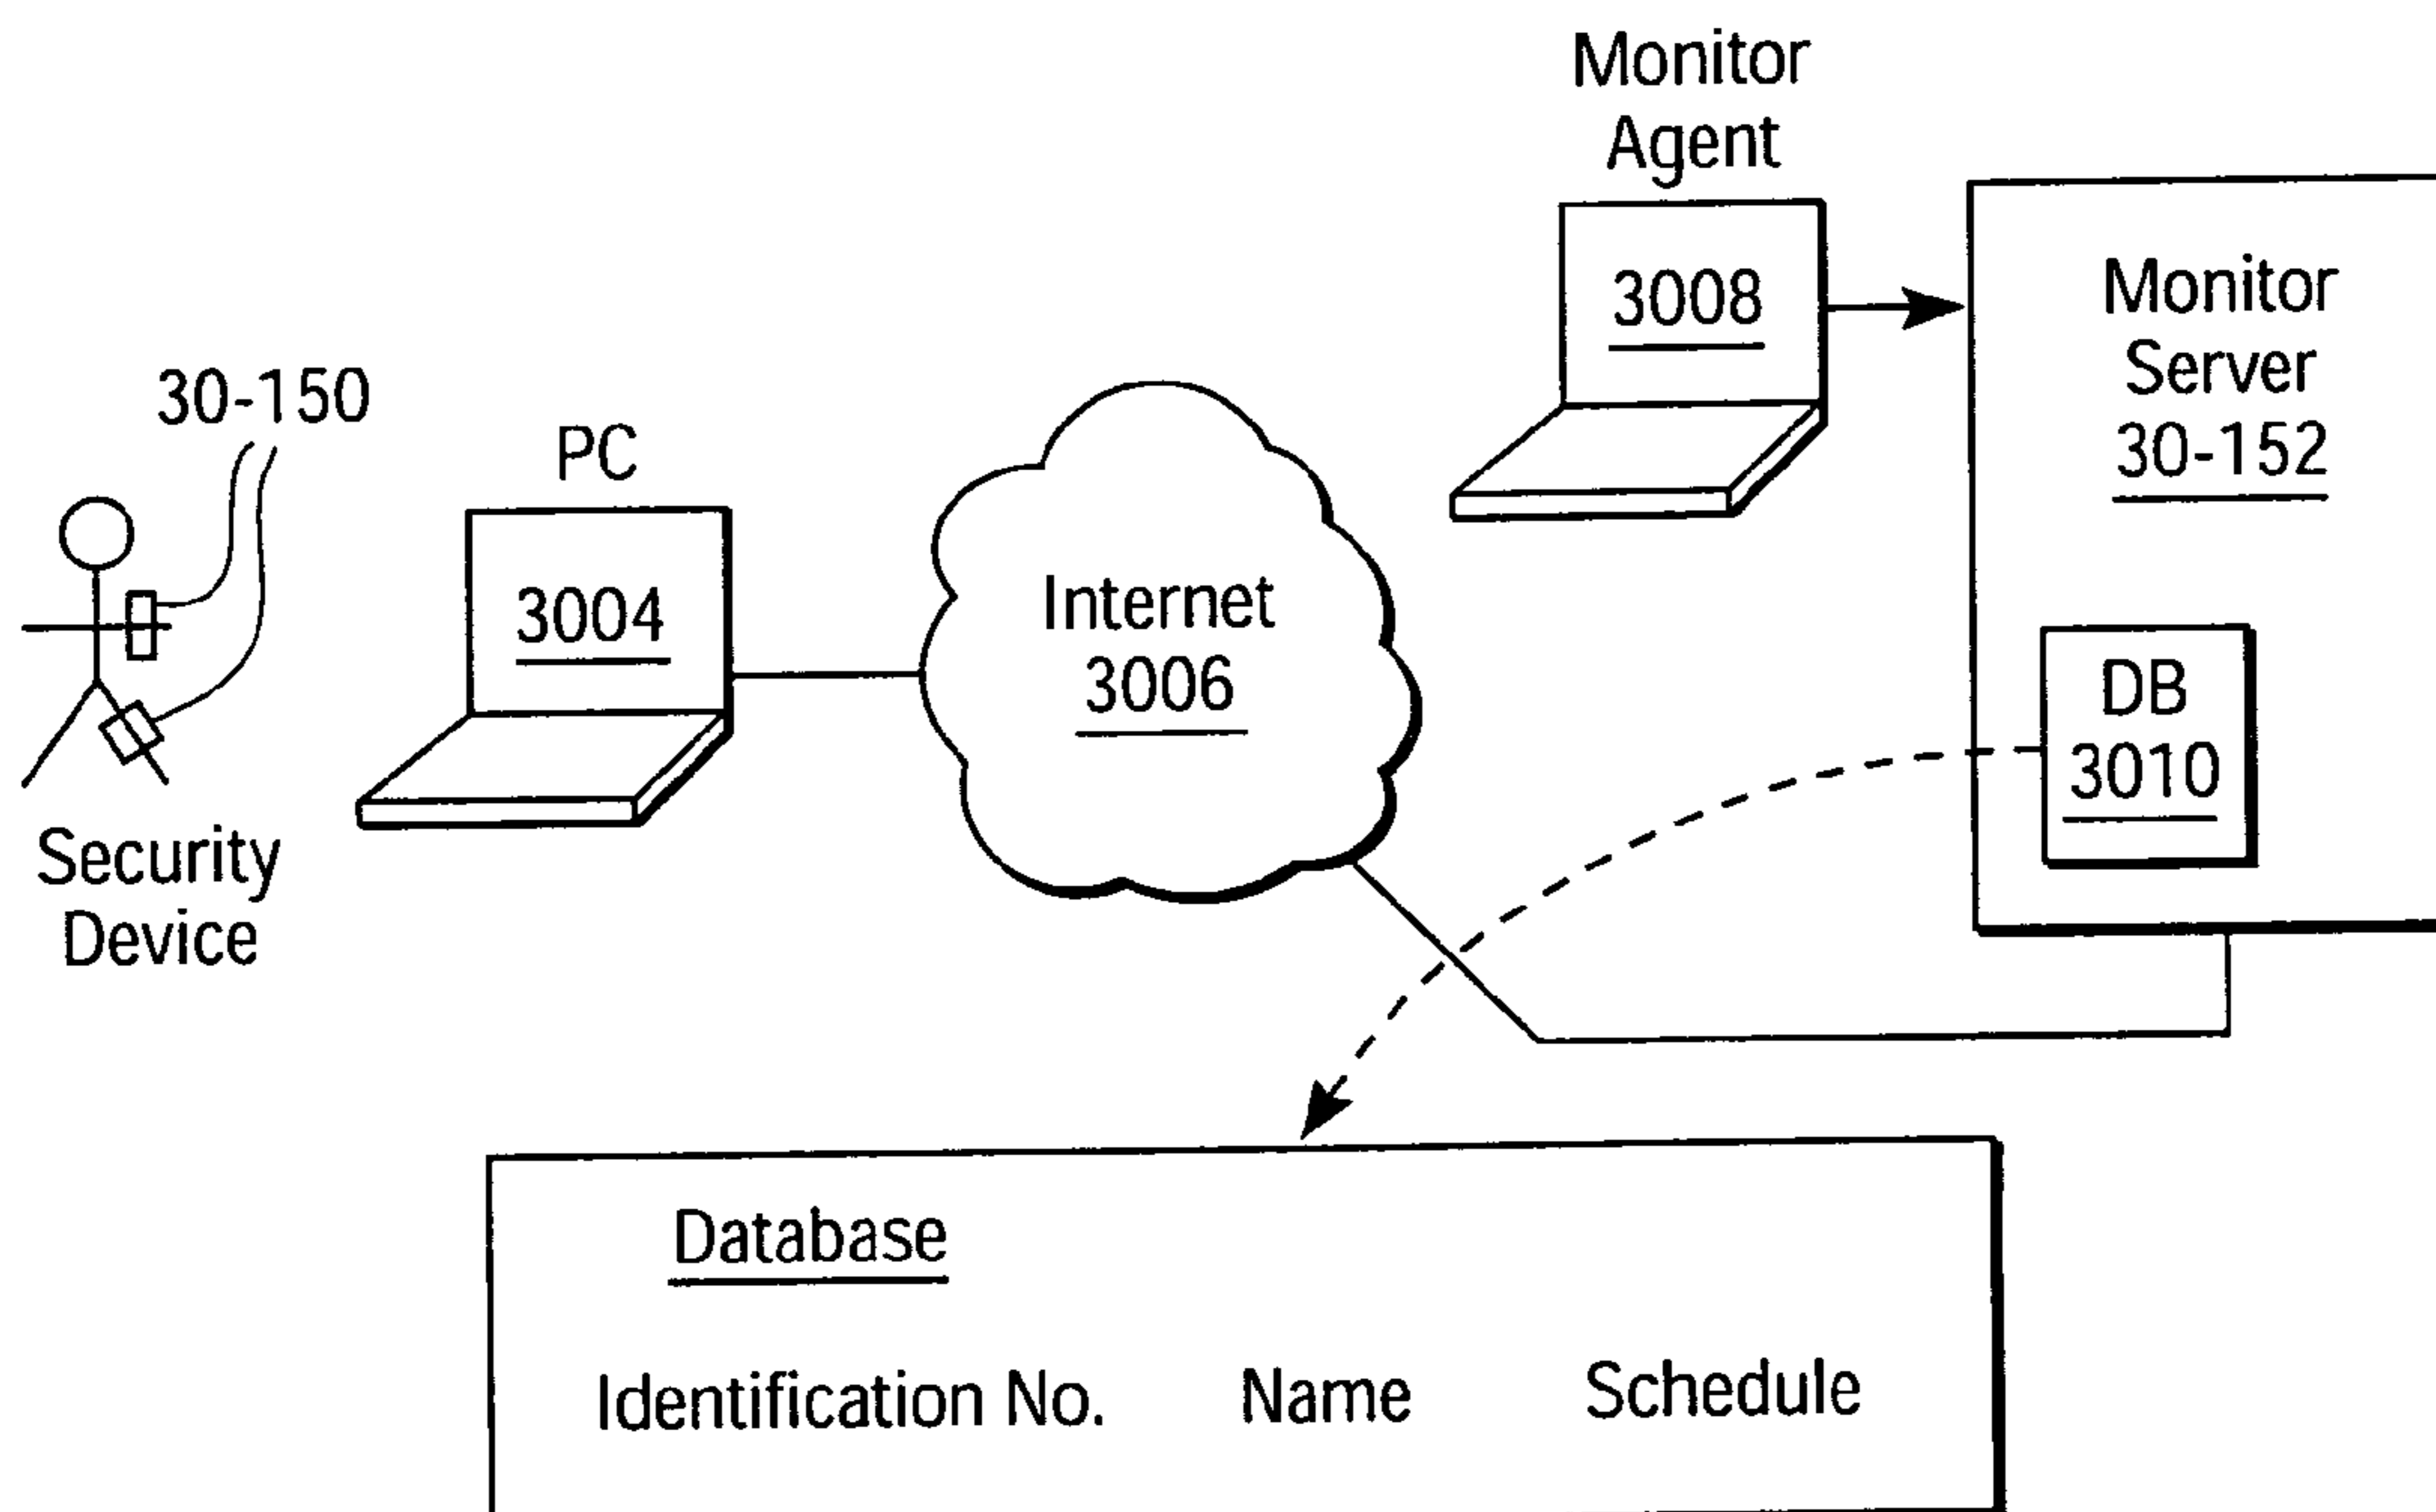 Monitor
Agent
3008
Monitor
Server
30-152
30-150
PC
3004
Internet
3006
DB
3010
Security
Device
Database
Identification No. Name Schedule